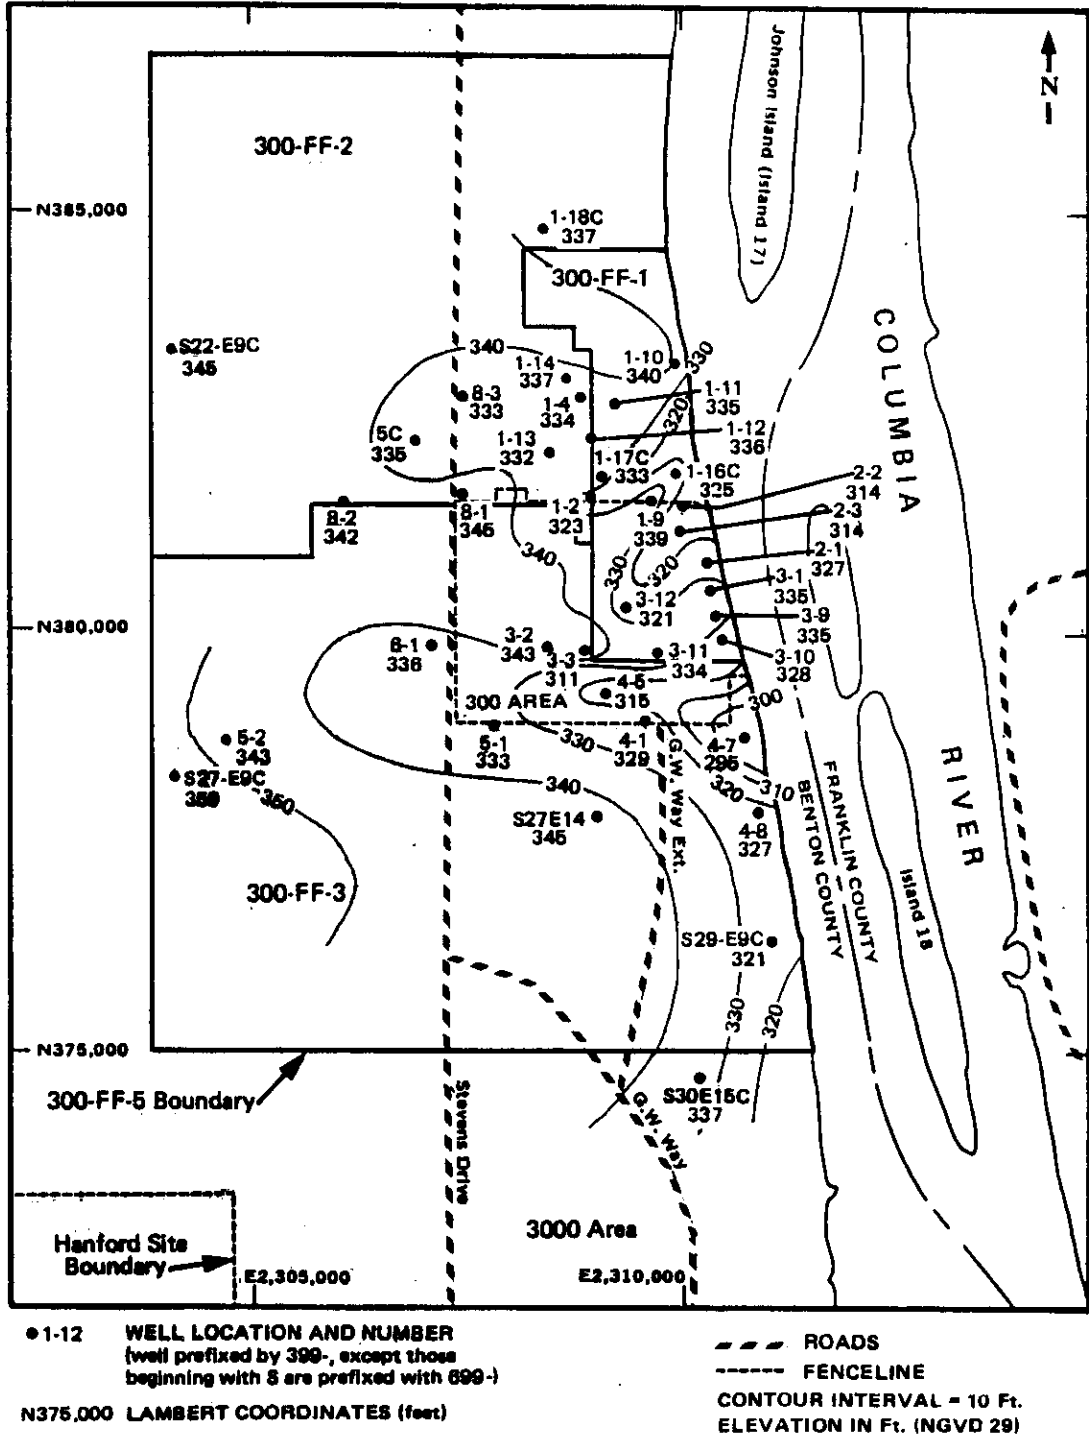 300-FF-2
Johnson Island (Island 17)
N
N385,000
1-18C
337
300-FF-1
COLUMBIA
S22-E9C
345
340
1-10
340
330
1-14
337
8-3
333
1-4
334
1-11
335
320
5C
335
1-13
332
1-12
336
1-17C
333
1-16C
325
2-2
314
8-2
342
8-1
345
1-2
323
1-9
339
2-3
314
340
330
320
2-1
327
3-1
335
3-12
321
N380,000
3-9
335
6-1
336
3-2
343
3-3
311
3-11
334
3-10
328
4-5
315
300 AREA
300
5-2
343
5-1
333
330
4-1
329
4-7
295
310
S27-E9C
350
340
320
G.W. Way Ext.
S27E14
345
4-8
327
FRANKLIN COUNTY
BENTON COUNTY
RIVER
300-FF-3
Island 18
S29-E9C
321
330
320
N375,000
300-FF-5 Boundary
S30E15C
337
Stevens Drive
G.W. Way
3000 Area
Hanford Site
Boundary
E2,305,000
E2,310,000
1-12 WELL LOCATION AND NUMBER
(well prefixed by 399-, except those
beginning with S are prefixed with 699-)
N375,000 LAMBERT COORDINATES (feet)
ROADS
FENCELINE
CONTOUR INTERVAL = 10 Ft.
ELEVATION IN Ft. (NGVD 29)